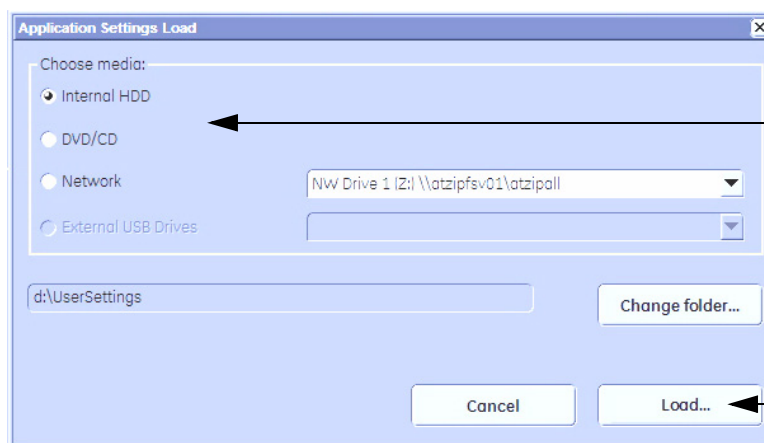 Application Settings Load
Choose media:
Internal HDD
DVD/CD
Network NW Drive 1 (Z:) \\atzipfsv01\atzipall
External USB Drives
d:\UserSettings Change folder...
Cancel Load...